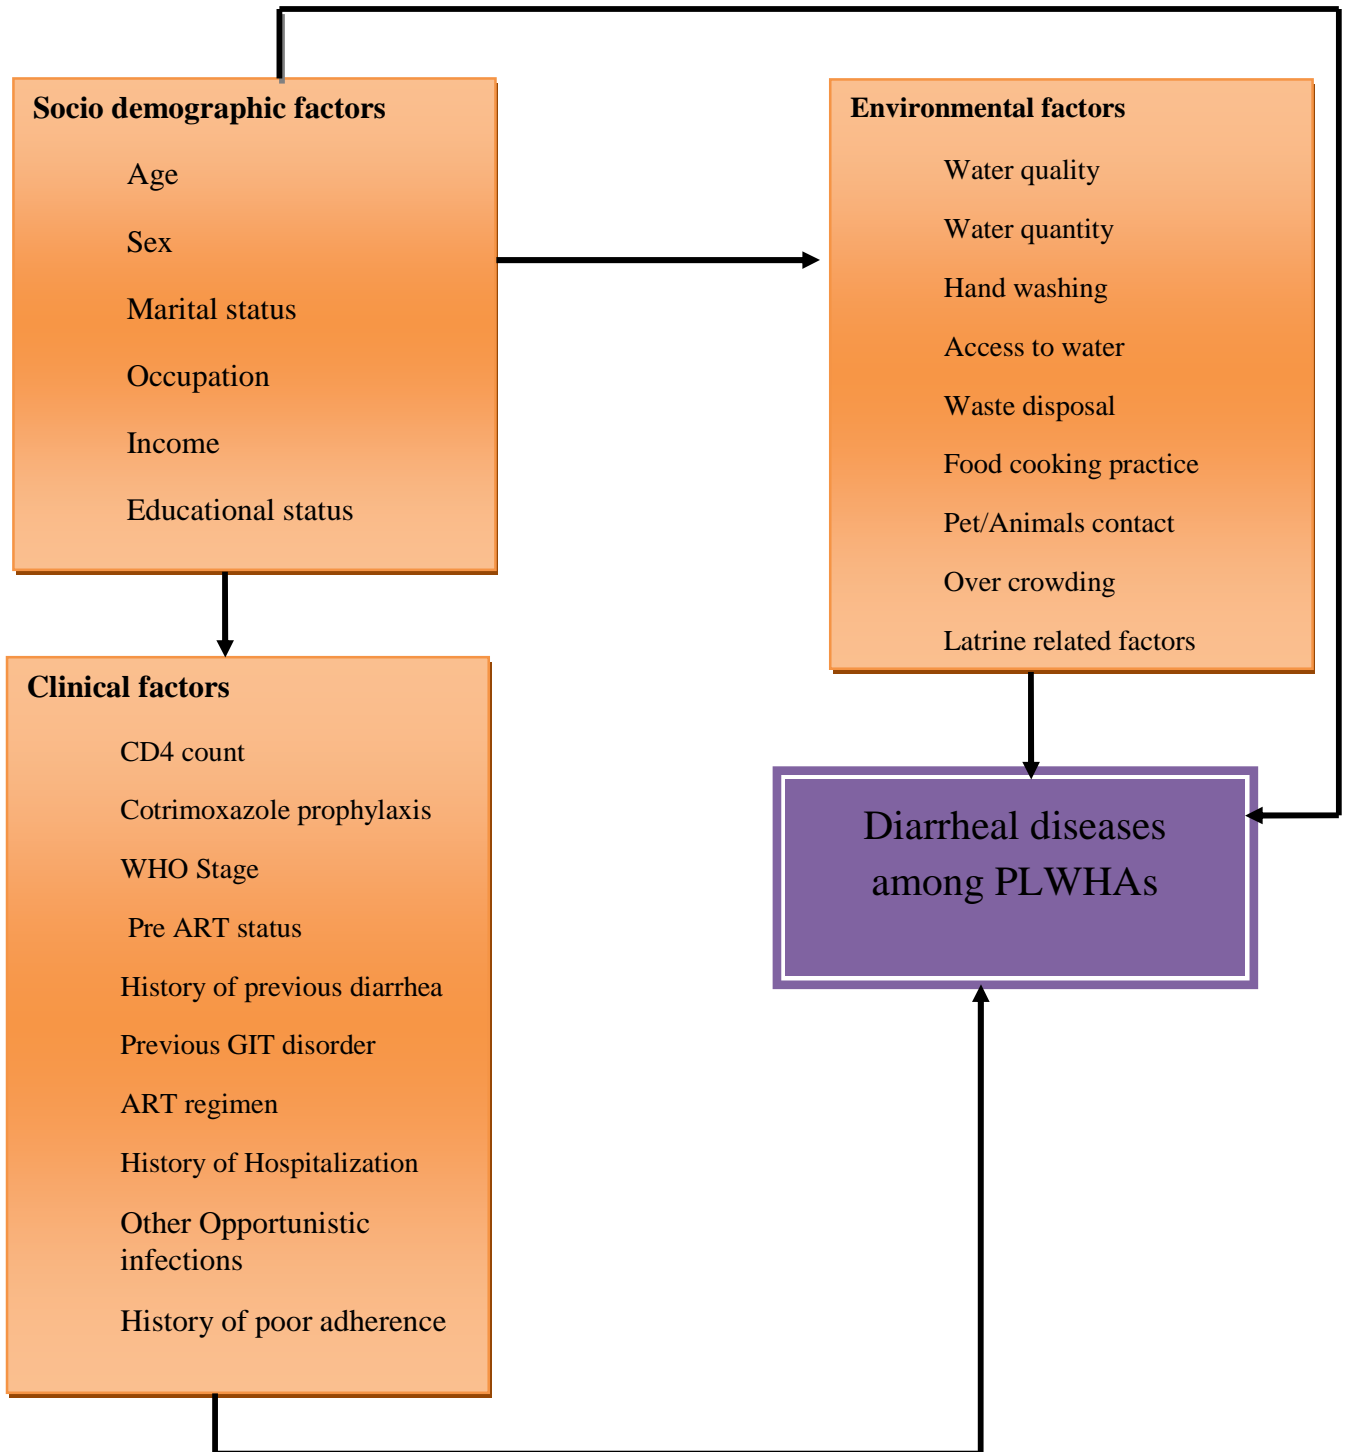 Socio demographic factors
Age
Sex
Marital status
Occupation
Income
Educational status
Environmental factors
Water quality
Water quantity
Hand washing
Access to water
Waste disposal
Food cooking practice
Pet/Animals contact
Over crowding
Latrine related factors
Clinical factors
CD4 count
Cotrimoxazole prophylaxis
WHO Stage
Pre ART status
History of previous diarrhea
Previous GIT disorder
ART regimen
History of Hospitalization
Other Opportunistic
infections
History of poor adherence
Diarrheal diseases
among PLWHAs